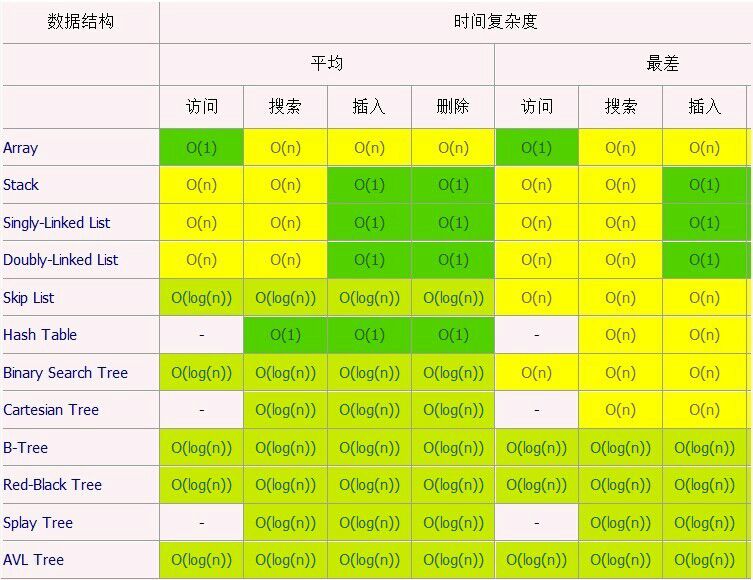 数据结构 时间复杂度
平均 最差
访问 搜索 插入 删除 访问 搜索 插入
Array O(1) O(n) O(n) O(n) O(1) O(n) O(n)
Stack O(n) O(n) O(1) O(1) O(n) O(n) O(1)
Singly-Linked List O(n) O(n) O(1) O(1) O(n) O(n) O(1)
Doubly-Linked List O(n) O(n) O(1) O(1) O(n) O(n) O(1)
Skip List O(log(n)) O(log(n)) O(log(n)) O(log(n)) O(n) O(n) O(n)
Hash Table - O(1) O(1) O(1) - O(n) O(n)
Binary Search Tree O(log(n)) O(log(n)) O(log(n)) O(log(n)) O(n) O(n) O(n)
Cartesian Tree - O(log(n)) O(log(n)) O(log(n)) - O(n) O(n)
B-Tree O(log(n)) O(log(n)) O(log(n)) O(log(n)) O(log(n)) O(log(n)) O(log(n))
Red-Black Tree O(log(n)) O(log(n)) O(log(n)) O(log(n)) O(log(n)) O(log(n)) O(log(n))
Splay Tree - O(log(n)) O(log(n)) O(log(n)) - O(log(n)) O(log(n))
AVL Tree O(log(n)) O(log(n)) O(log(n)) O(log(n)) O(log(n)) O(log(n)) O(log(n))